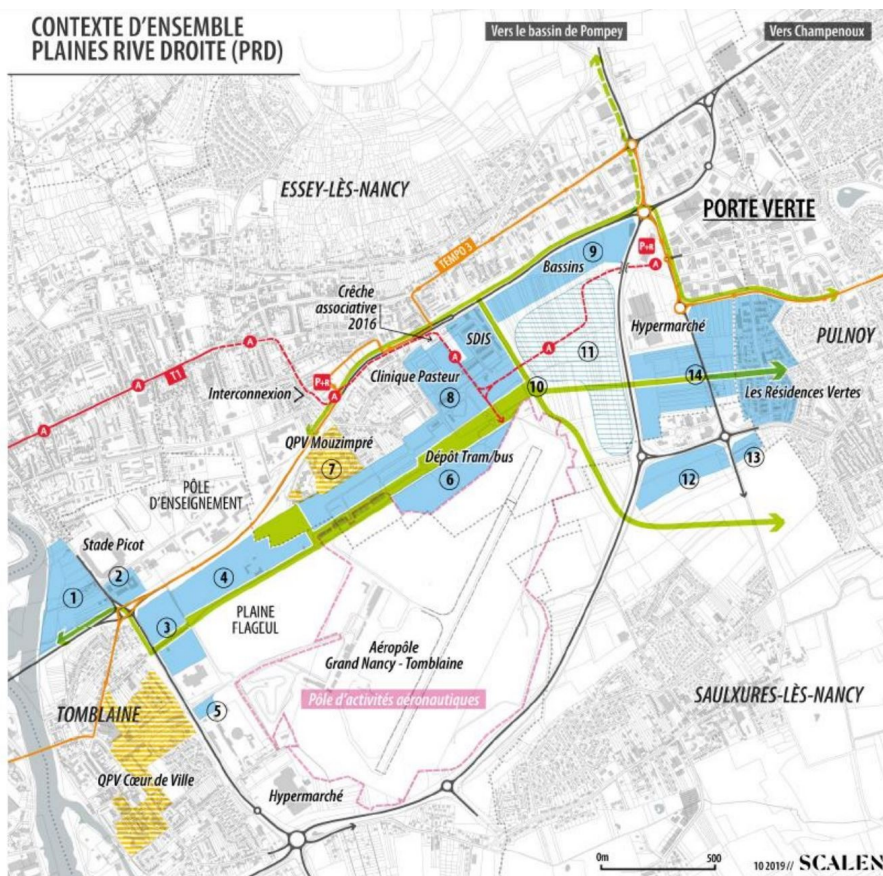 CONTEXTE D'ENSEMBLE
PLAINES RIVE DROITE (PRD)
Vers le bassin de Pompey
Vers Champenoux
ESSEY-LÈS-NANCY
PORTE VERTE
TEMPO 3
P+R
A
9
Bassins
Crèche
associative
2016
SDIS
Hypermarché
PULNOY
A
T1
A
A
A
11
P+R
A
Interconnexion
Clinique Pasteur
8
10
14
Les Résidences Vertes
A
QPV Mouzimpré
7
Dépôt Tram/bus
6
13
12
PÔLE
D'ENSEIGNEMENT
Stade Picot
1
2
4
3
PLAINE
FLAGEUL
Aéropôle
Grand Nancy - Tomblaine
Pôle d'activités aéronautiques
SAULXURES-LÈS-NANCY
TOMBLAINE
5
QPV Cœur de Ville
Hypermarché
0m
500
10 2019 // SCALEN